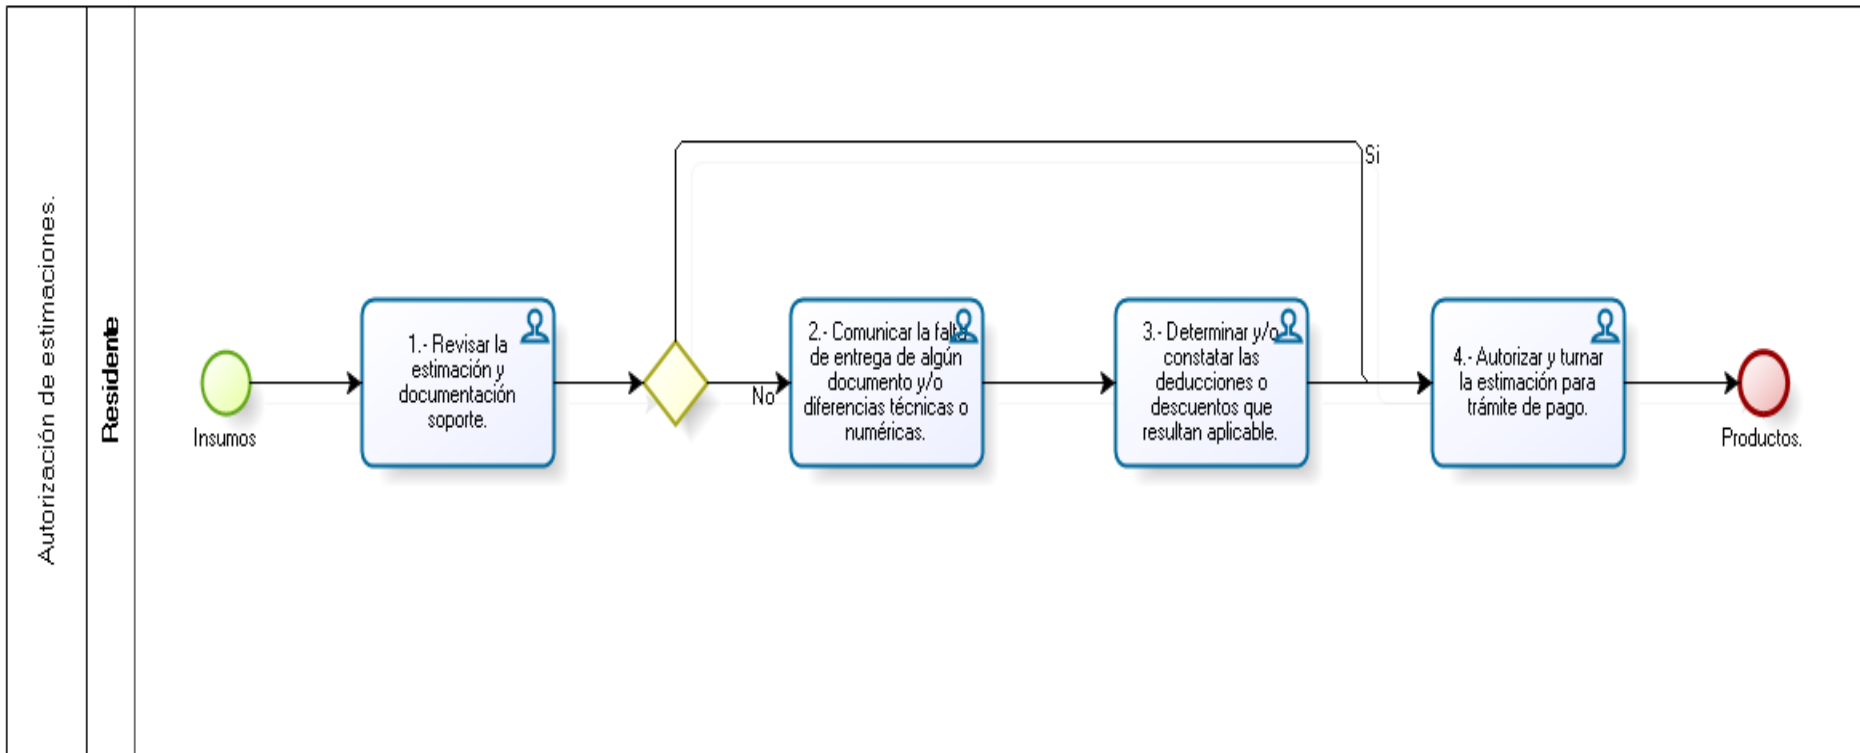 Autorización de estimaciones.
Residente
Insumos
1.- Revisar la
estimación y
documentación
soporte.
No
Si
2.- Comunicar la falta
de entrega de algún
documento y/o
diferencias técnicas o
numéricas.
3.- Determinar y/o
constatar las
deducciones o
descuentos que
resultan aplicable.
4.- Autorizar y turnar
la estimación para
trámite de pago.
Productos.